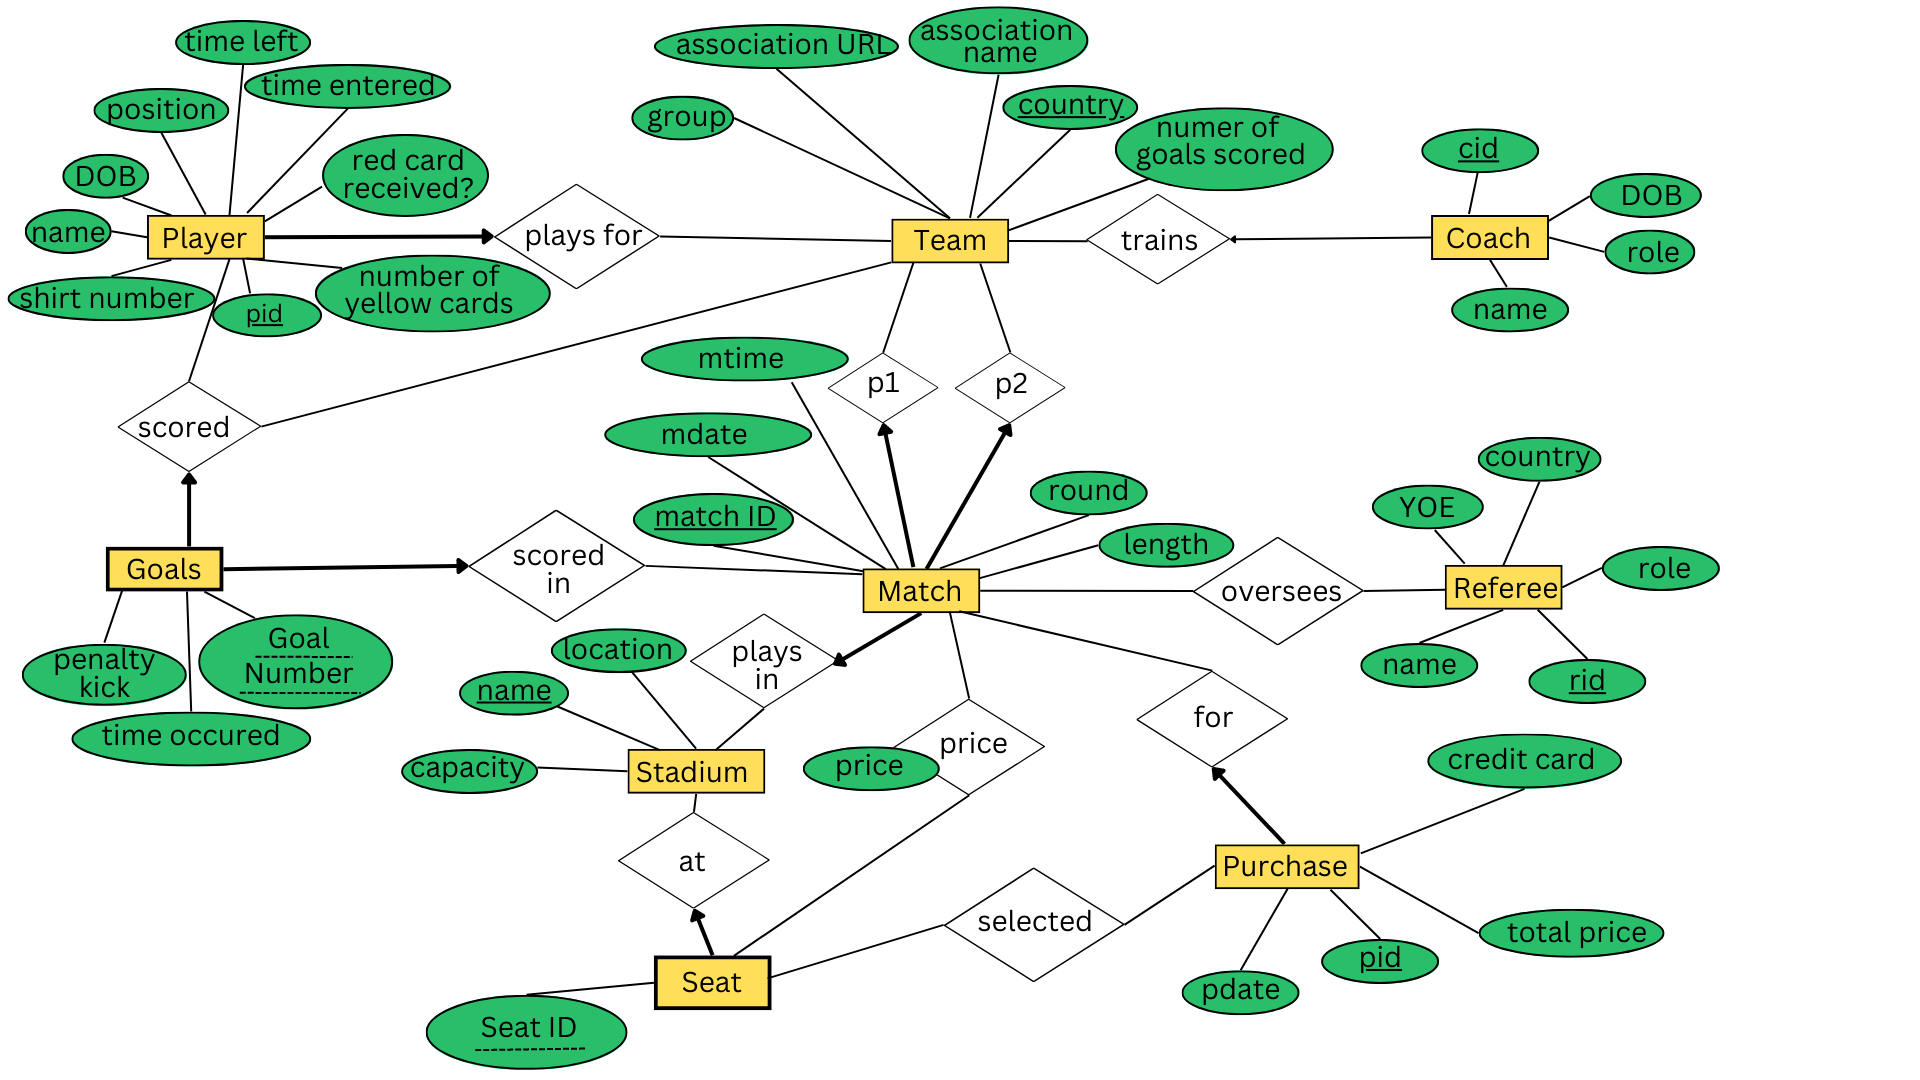 time left
time entered
position
red card
received?
DOB
name
Player
shirt number
pid
number of
yellow cards
plays for
association URL
association
name
group
country
numer of
goals scored
Team
trains
cid
DOB
Coach
role
name
scored
mtime
p1
p2
mdate
match ID
round
length
country
YOE
role
Goals
scored
in
Match
oversees
Referee
name
rid
penalty
kick
Goal
Number
time occured
location
name
capacity
plays
in
Stadium
price
price
for
at
credit card
Purchase
selected
total price
pid
pdate
Seat
Seat ID